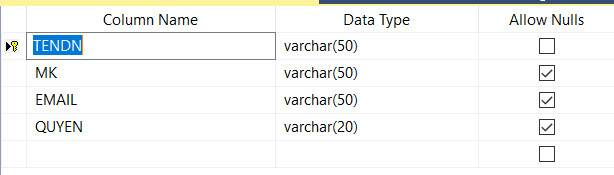 Column Name Data Type Allow Nulls
TENDN varchar(50)
MK varchar(50)
EMAIL varchar(50)
QUYEN varchar(20)